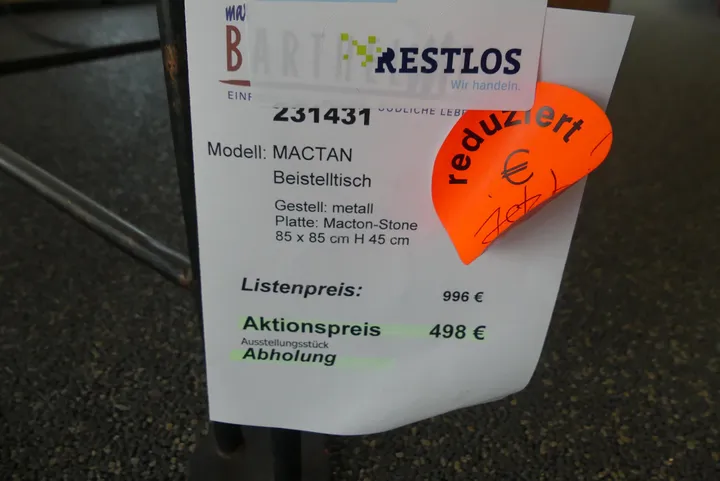 RESTLOS
Wir handeln.
231431
Modell: MACTAN
Beistelltisch
Gestell: metall
Platte: Macton-Stone
85 x 85 cm H 45 cm
reduziert
€
jetzt
Listenpreis: 996 €
Aktionspreis 498 €
Ausstellungsstück
Abholung